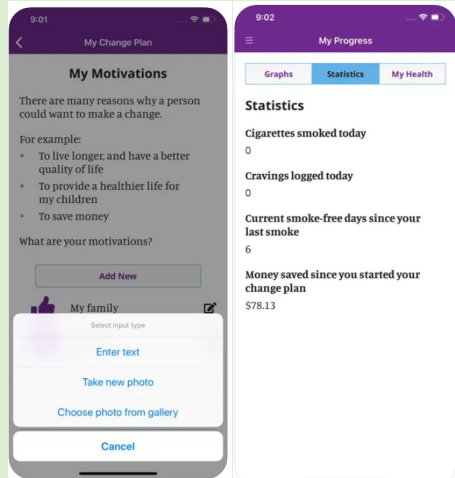 9:01
My Change Plan
My Motivations
There are many reasons why a person
could want to make a change.
For example:
• To live longer, and have a better
quality of life
• To provide a healthier life for
my children
• To save money
What are your motivations?
Add New
My family
Select input type
Enter text
Take new photo
Choose photo from gallery
Cancel
9:02
My Progress
Graphs
Statistics
My Health
Statistics
Cigarettes smoked today
0
Cravings logged today
0
Current smoke-free days since your
last smoke
6
Money saved since you started your
change plan
$78.13